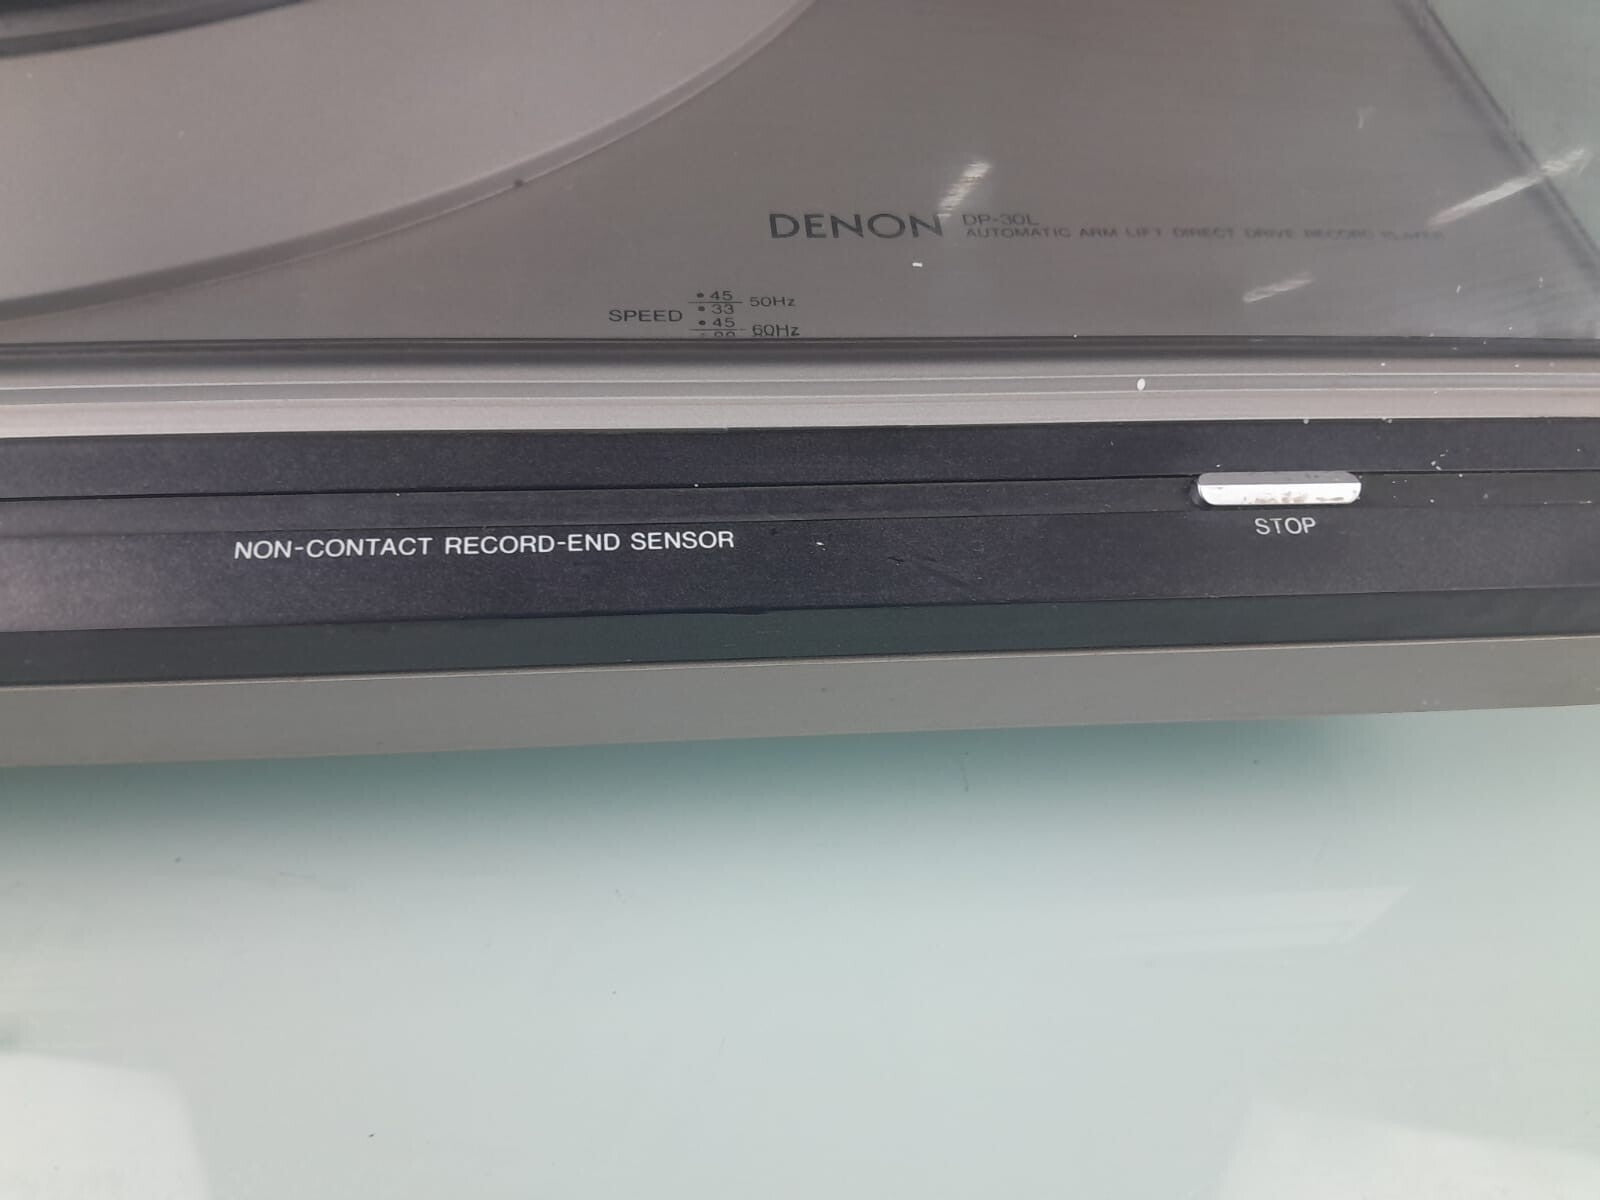 DENON DP-30L
AUTOMATIC ARM LIFT DIRECT DRIVE RECORD PLAYER
SPEED
• 45
• 33
50Hz
• 45
60Hz
NON-CONTACT RECORD-END SENSOR
STOP